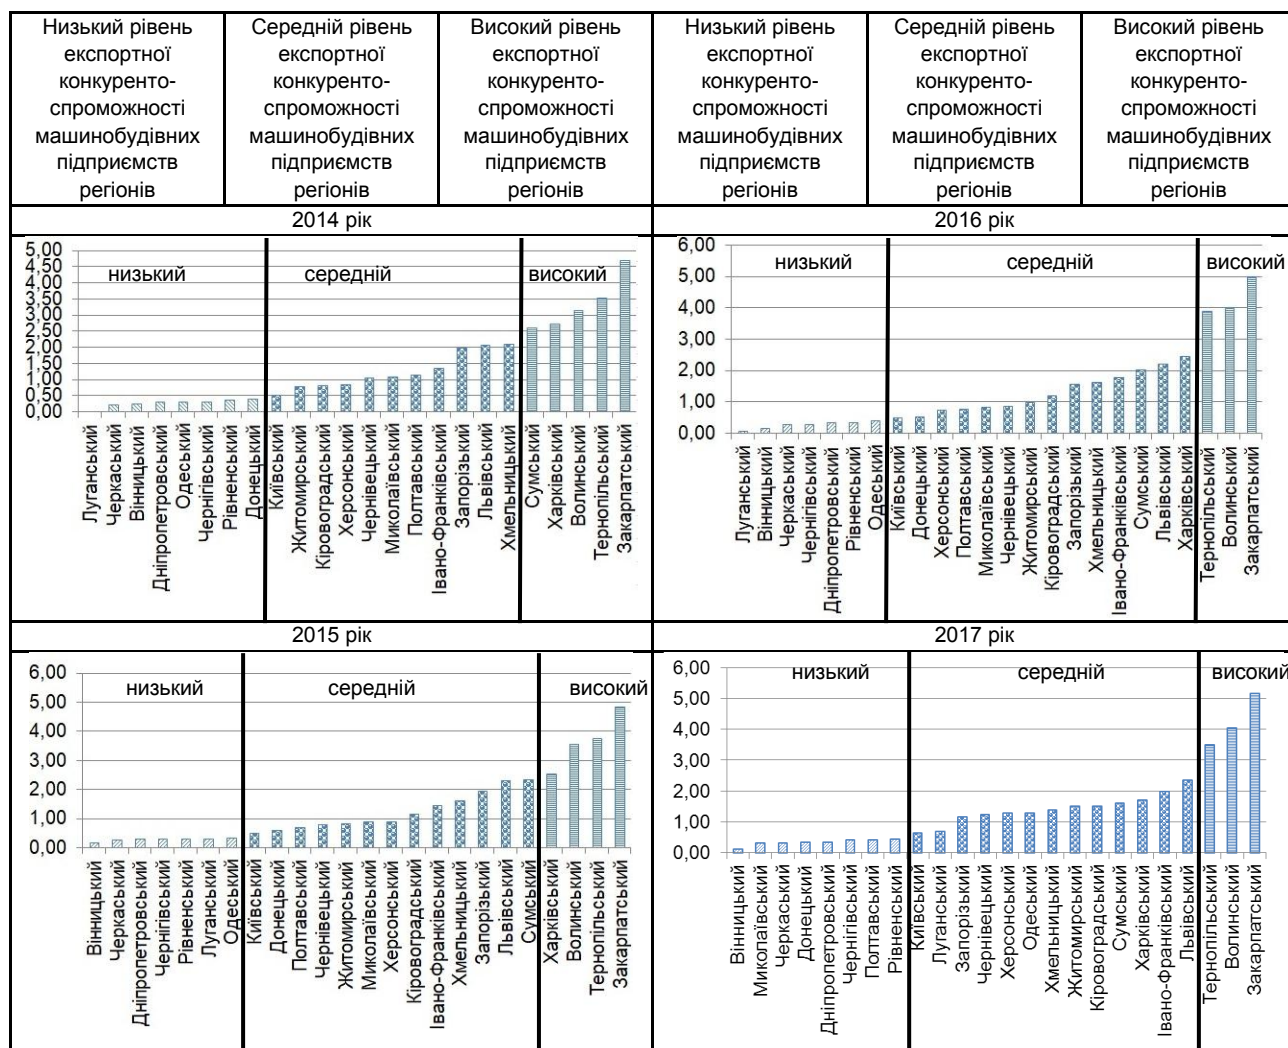 Низький рівень
експортної
конкуренто-
спроможності
машинобудівних
підприємств
регіонів
Середній рівень
експортної
конкуренто-
спроможності
машинобудівних
підприємств
регіонів
Високий рівень
експортної
конкуренто-
спроможності
машинобудівних
підприємств
регіонів
Низький рівень
експортної
конкуренто-
спроможності
машинобудівних
підприємств
регіонів
Середній рівень
експортної
конкуренто-
спроможності
машинобудівних
підприємств
регіонів
Високий рівень
експортної
конкуренто-
спроможності
машинобудівних
підприємств
регіонів
2014 рік
5,00
4,50
4,00
3,50
3,00
2,50
2,00
1,50
1,00
0,50
0,00
низький
середній
високий
Луганський
Черкаський
Вінницький
Дніпропетровський
Одеський
Чернігівський
Рівненський
Донецький
Київський
Житомирський
Кіровоградський
Херсонський
Чернівецький
Миколаївський
Полтавський
Івано-Франківський
Запорізький
Львівський
Хмельницький
Сумський
Харківський
Волинський
Тернопільський
Закарпатський
2016 рік
6,00
5,00
4,00
3,00
2,00
1,00
0,00
низький
середній
високий
Луганський
Вінницький
Черкаський
Чернігівський
Дніпропетровський
Рівненський
Одеський
Київський
Донецький
Херсонський
Полтавський
Миколаївський
Чернівецький
Житомирський
Кіровоградський
Запорізький
Хмельницький
Івано-Франківський
Сумський
Львівський
Харківський
Тернопільський
Волинський
Закарпатський
2015 рік
6,00
5,00
4,00
3,00
2,00
1,00
0,00
низький
середній
високий
Вінницький
Черкаський
Дніпропетровський
Чернігівський
Рівненський
Луганський
Одеський
Київський
Донецький
Полтавський
Чернівецький
Житомирський
Миколаївський
Херсонський
Кіровоградський
Івано-Франківський
Хмельницький
Запорізький
Львівський
Сумський
Харківський
Волинський
Тернопільський
Закарпатський
2017 рік
6,00
5,00
4,00
3,00
2,00
1,00
0,00
низький
середній
високий
Вінницький
Миколаївський
Черкаський
Донецький
Дніпропетровський
Чернігівський
Полтавський
Рівненський
Київський
Луганський
Запорізький
Чернівецький
Херсонський
Одеський
Хмельницький
Житомирський
Кіровоградський
Сумський
Харківський
Івано-Франківський
Львівський
Тернопільський
Волинський
Закарпатський